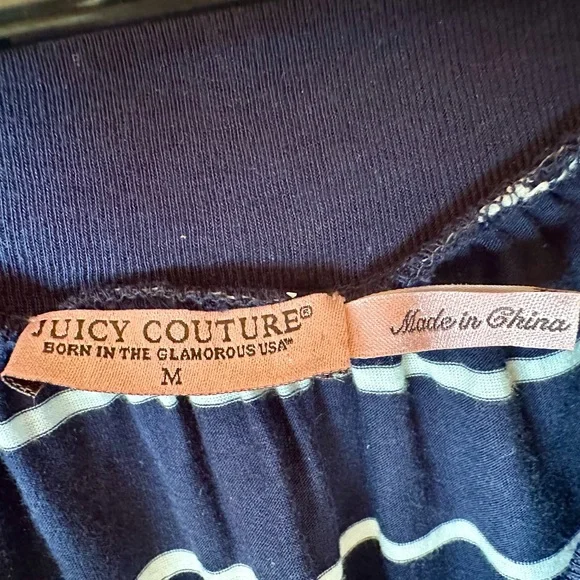 JUICY COUTURE®
BORN IN THE GLAMOROUS USA™
M
Made in China